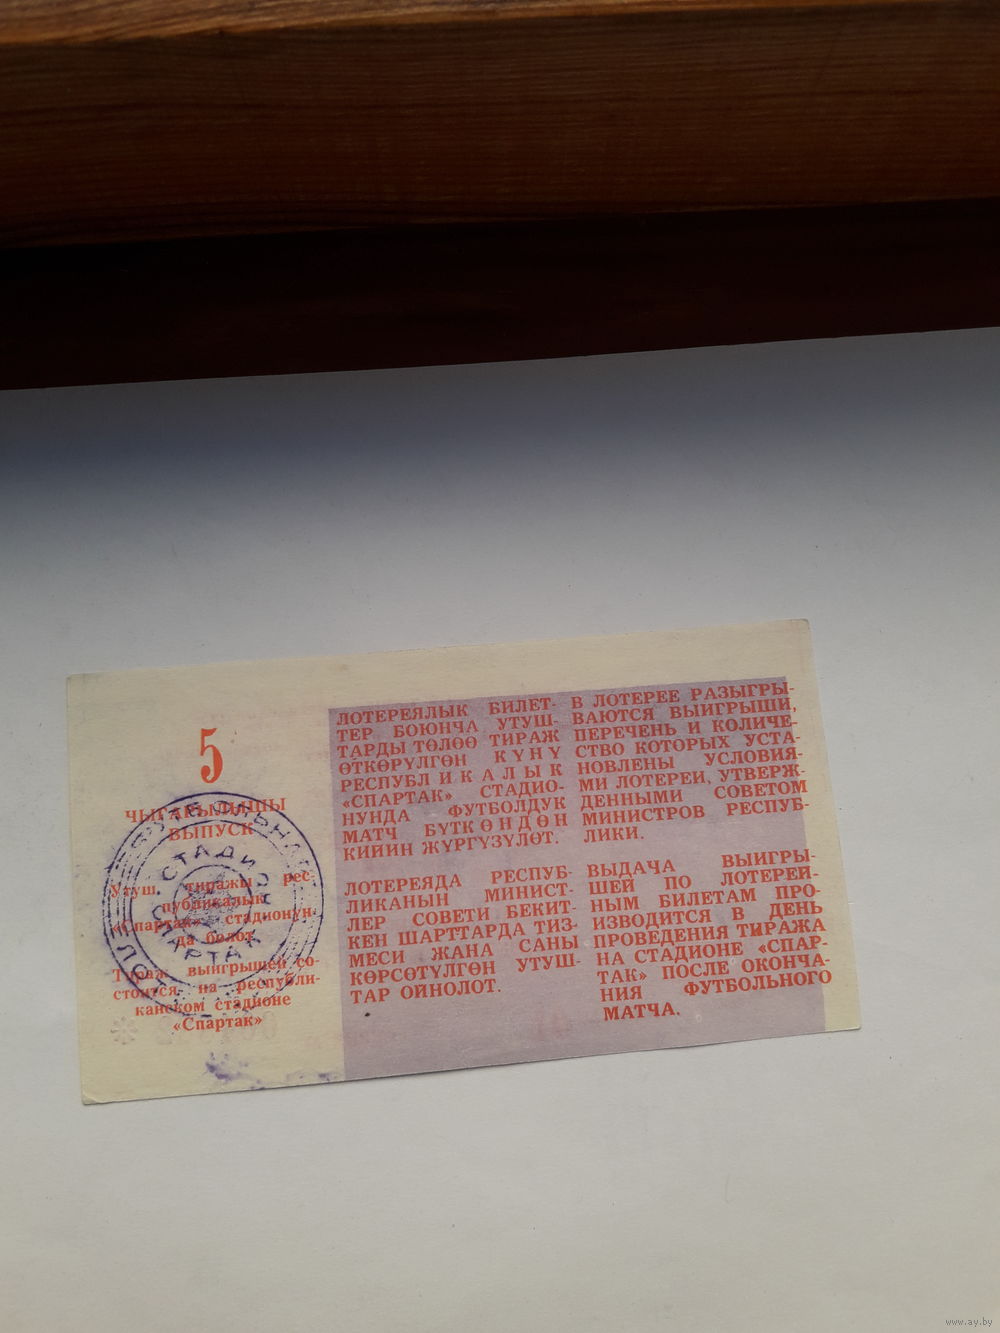 5
ЧЫГАРЫЛЫШЫ
ВЫПУСК
Утуш тиражы рес-
публикалык
«Спартак» стадионун-
да болот
Тираж выигрышей со-
стоится на республи-
канском стадионе
«Спартак»
СТАДИОН
СПАРТАК
ЛОТЕРЕЯЛЫК БИЛЕТ-
ТЕР БОЮНЧА УТУШ-
ТАРДЫ ТӨЛӨӨ ТИРАЖ
ӨТКӨРҮЛГӨН КҮНҮ
РЕСПУБЛИКАЛЫК
«СПАРТАК» СТАДИО-
НУНДА ФУТБОЛДУК
МАТЧ БҮТКӨНДӨН
КИЙИН ЖҮРГҮЗҮЛӨТ.
ЛОТЕРЕЯДА РЕСПУБ-
ЛИКАНЫН МИНИСТ-
ЛЕР СОВЕТИ БЕКИТ-
КЕН ШАРТТАРДА ТИЗ-
МЕСИ ЖАНА САНЫ
КӨРСӨТҮЛГӨН УТУШ-
ТАР ОЙНОЛОТ.
В ЛОТЕРЕЕ РАЗЫГРЫ-
ВАЮТСЯ ВЫИГРЫШИ,
ПЕРЕЧЕНЬ И КОЛИЧЕ-
СТВО КОТОРЫХ УСТА-
НОВЛЕНЫ УСЛОВИЯ-
МИ ЛОТЕРЕИ, УТВЕРЖ-
ДЕННЫМИ СОВЕТОМ
МИНИСТРОВ РЕСПУБ-
ЛИКИ.
ВЫДАЧА ВЫИГРЫ-
ШЕЙ ПО ЛОТЕРЕЙ-
НЫМ БИЛЕТАМ ПРО-
ИЗВОДИТСЯ В ДЕНЬ
ПРОВЕДЕНИЯ ТИРАЖА
НА СТАДИОНЕ «СПАР-
ТАК» ПОСЛЕ ОКОНЧА-
НИЯ ФУТБОЛЬНОГО
МАТЧА.
www.ay.by